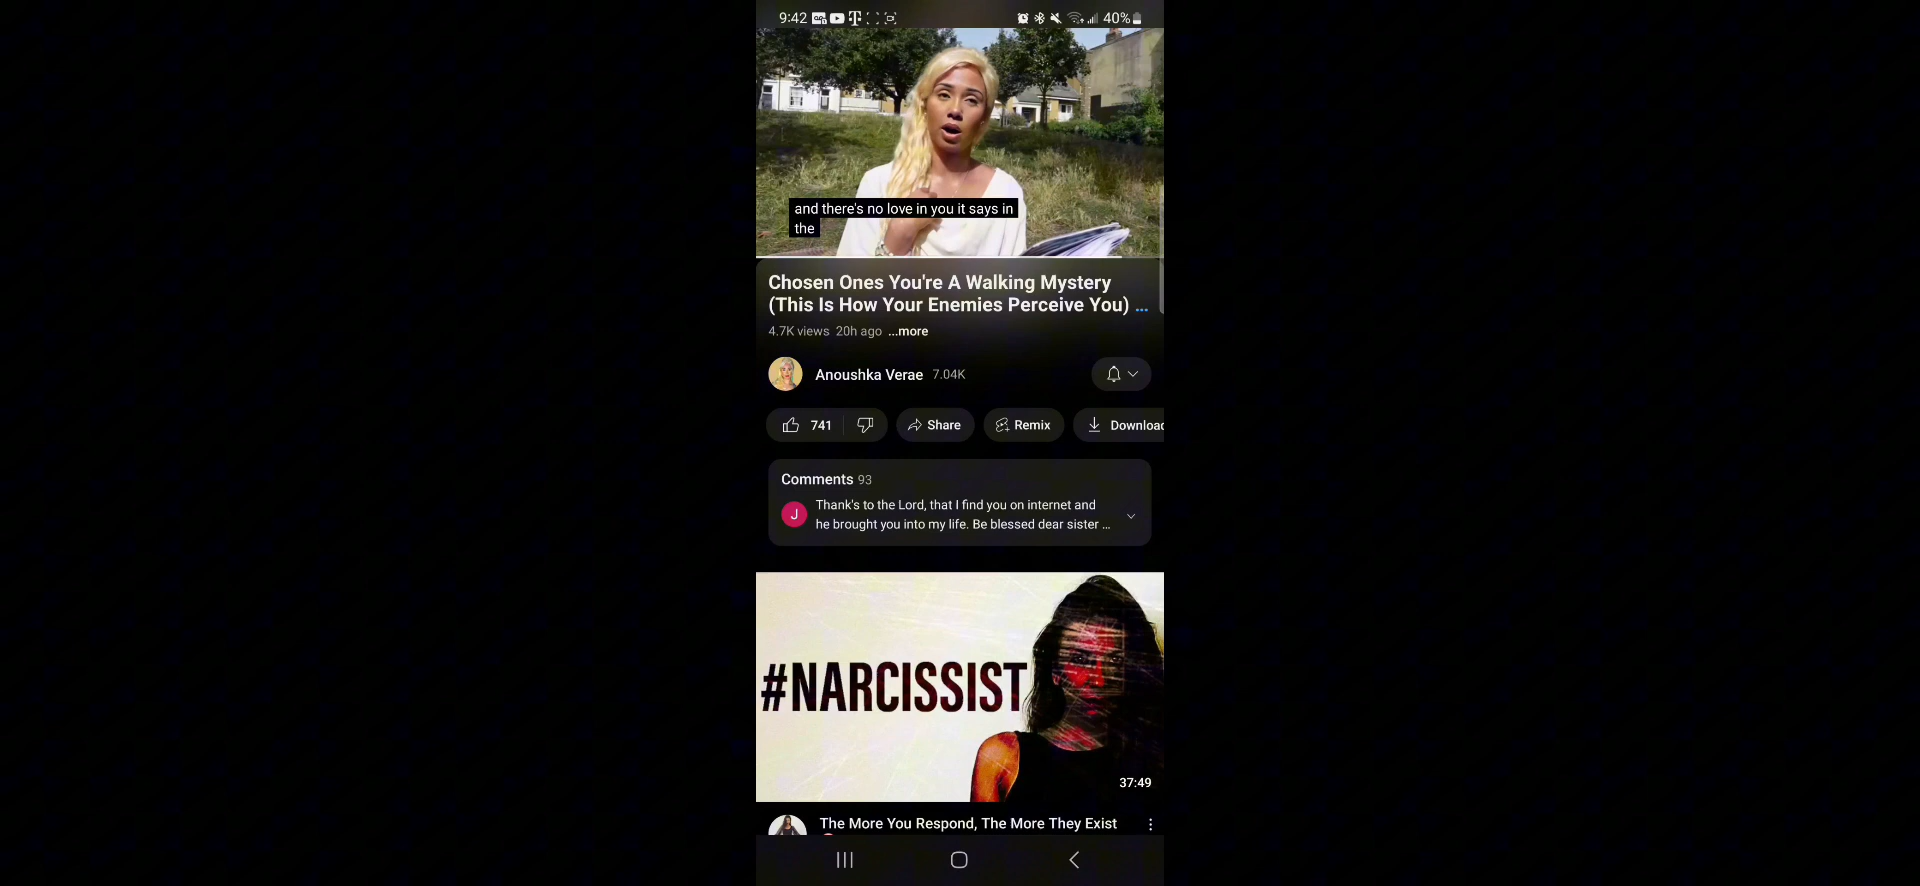 9:42
40%
and there's no love in you it says in
the
Chosen Ones You're A Walking Mystery
(This Is How Your Enemies Perceive You) ...
4.7K views 20h ago ...more
Anoushka Verae 7.04K
741 Share Remix Download
Comments 93
J
Thank's to the Lord, that I find you on internet and
he brought you into my life. Be blessed dear sister ...
#NARCISSIST
37:49
The More You Respond, The More They Exist